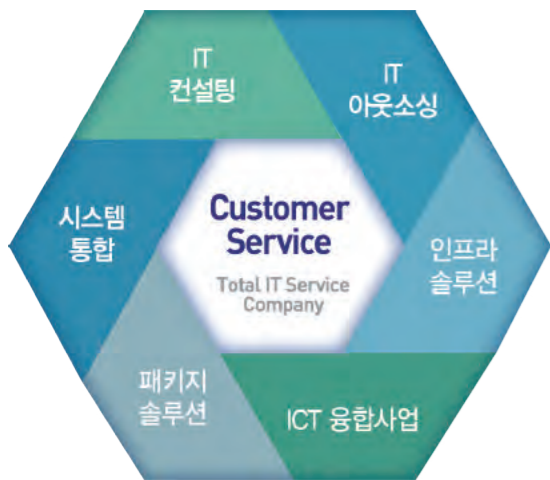 IT
컨설팅
IT
아웃소싱
시스템
통합
Customer
Service
Total IT Service
Company
인프라
솔루션
패키지
솔루션
ICT 융합사업